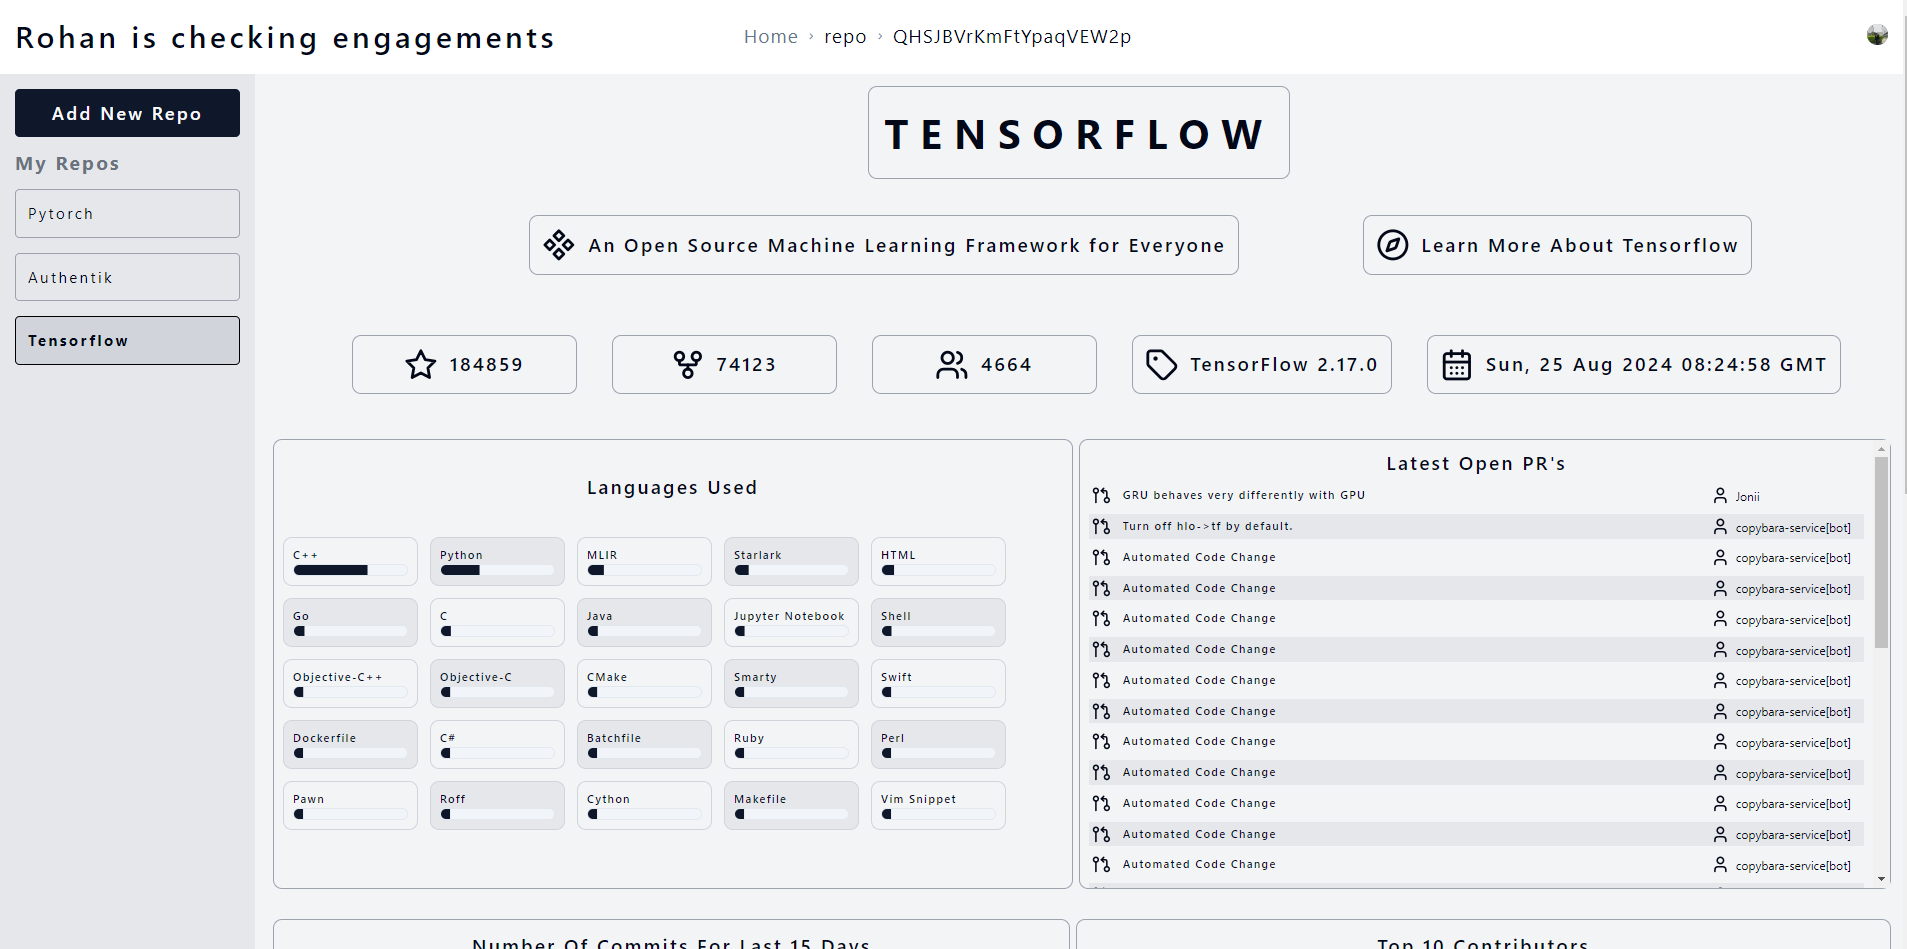 Rohan is checking engagements
Home › repo › QHSJBVrKmFtYpaqVEW2p
Add New Repo
My Repos
Pytorch
Authentik
Tensorflow
TENSORFLOW
An Open Source Machine Learning Framework for Everyone
Learn More About Tensorflow
184859
74123
4664
TensorFlow 2.17.0
Sun, 25 Aug 2024 08:24:58 GMT
Languages Used
C++
Python
MLIR
Starlark
HTML
Go
C
Java
Jupyter Notebook
Shell
Objective-C++
Objective-C
CMake
Smarty
Swift
Dockerfile
C#
Batchfile
Ruby
Perl
Pawn
Roff
Cython
Makefile
Vim Snippet
Latest Open PR's
GRU behaves very differently with GPU Jonii
Turn off hlo->tf by default. copybara-service[bot]
Automated Code Change copybara-service[bot]
Automated Code Change copybara-service[bot]
Automated Code Change copybara-service[bot]
Automated Code Change copybara-service[bot]
Automated Code Change copybara-service[bot]
Automated Code Change copybara-service[bot]
Automated Code Change copybara-service[bot]
Automated Code Change copybara-service[bot]
Automated Code Change copybara-service[bot]
Automated Code Change copybara-service[bot]
Automated Code Change copybara-service[bot]
Number Of Commits For Last 15 Days
Top 10 Contributors